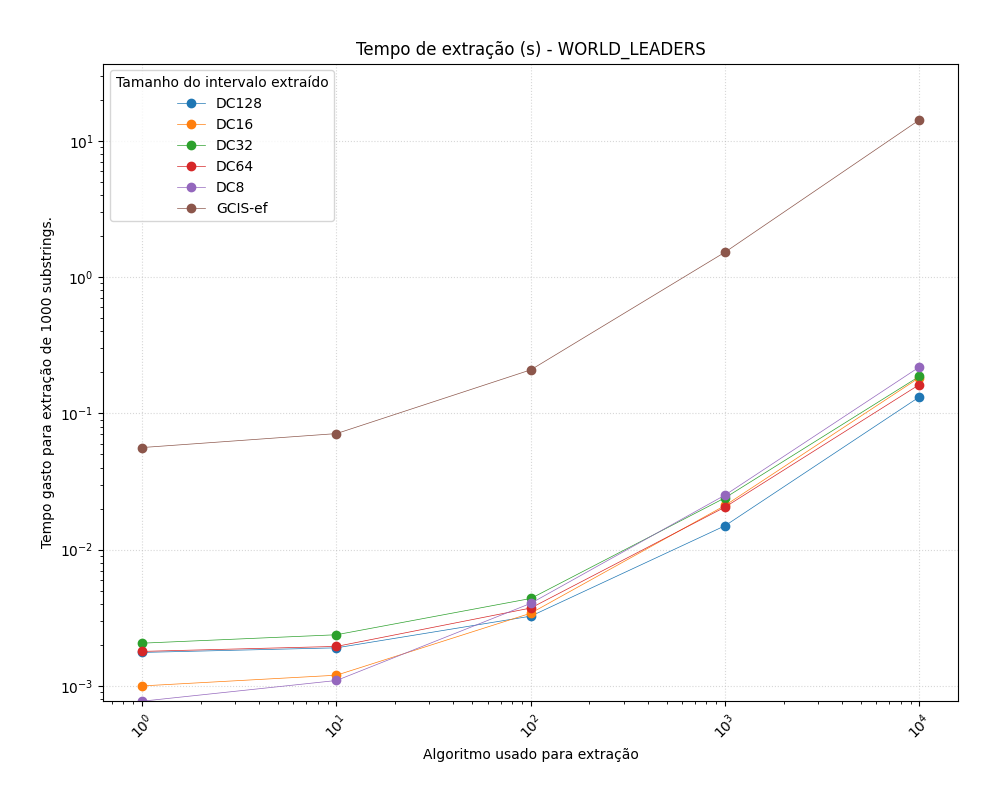 Tempo de extração (s) - WORLD_LEADERS
Tamanho do intervalo extraído
DC128
DC16
DC32
DC64
DC8
GCIS-ef
Tempo gasto para extração de 1000 substrings.
10¹
10⁰
10⁻¹
10⁻²
10⁻³
10⁰
10¹
10²
10³
10⁴
Algoritmo usado para extração